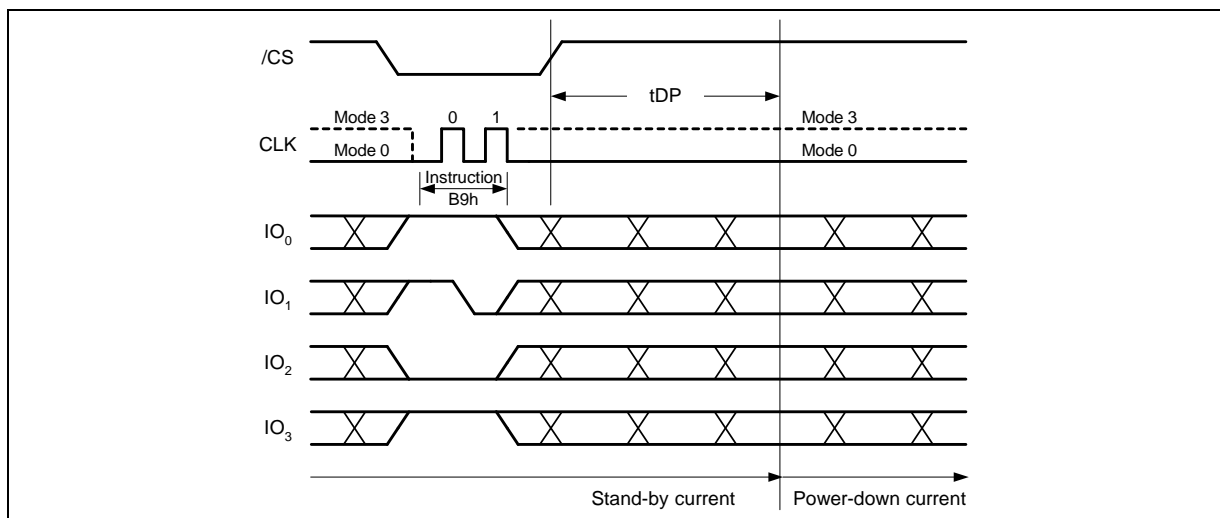 /CS
tDP
Mode 3 0 1 Mode 3
CLK
Mode 0 Mode 0
Instruction
B9h
IO0
IO1
IO2
IO3
Stand-by current Power-down current